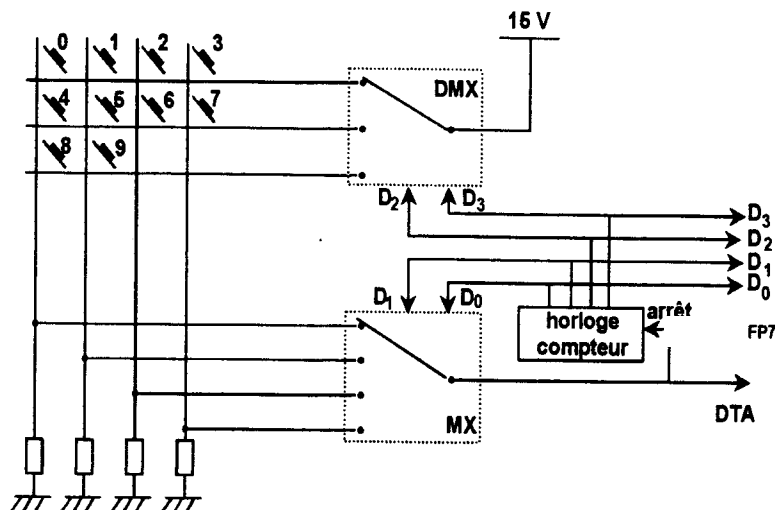 15 V
0 1 2 3
DMX
4 5 6 7
8 9
D2 D3
D3
D2
D1
D0
D1 D0
horloge
compteur
arrêt
FP7
MX
DTA